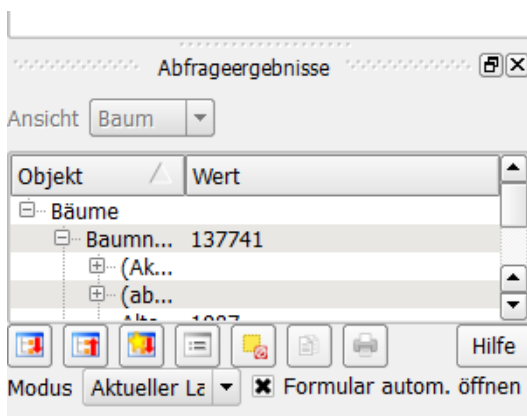 Abfrageergebnisse
Ansicht Baum
Objekt Wert
Bäume
Baumn... 137741
(Ak...
(ab...
Hilfe
Modus Aktueller La
Formular autom. öffnen